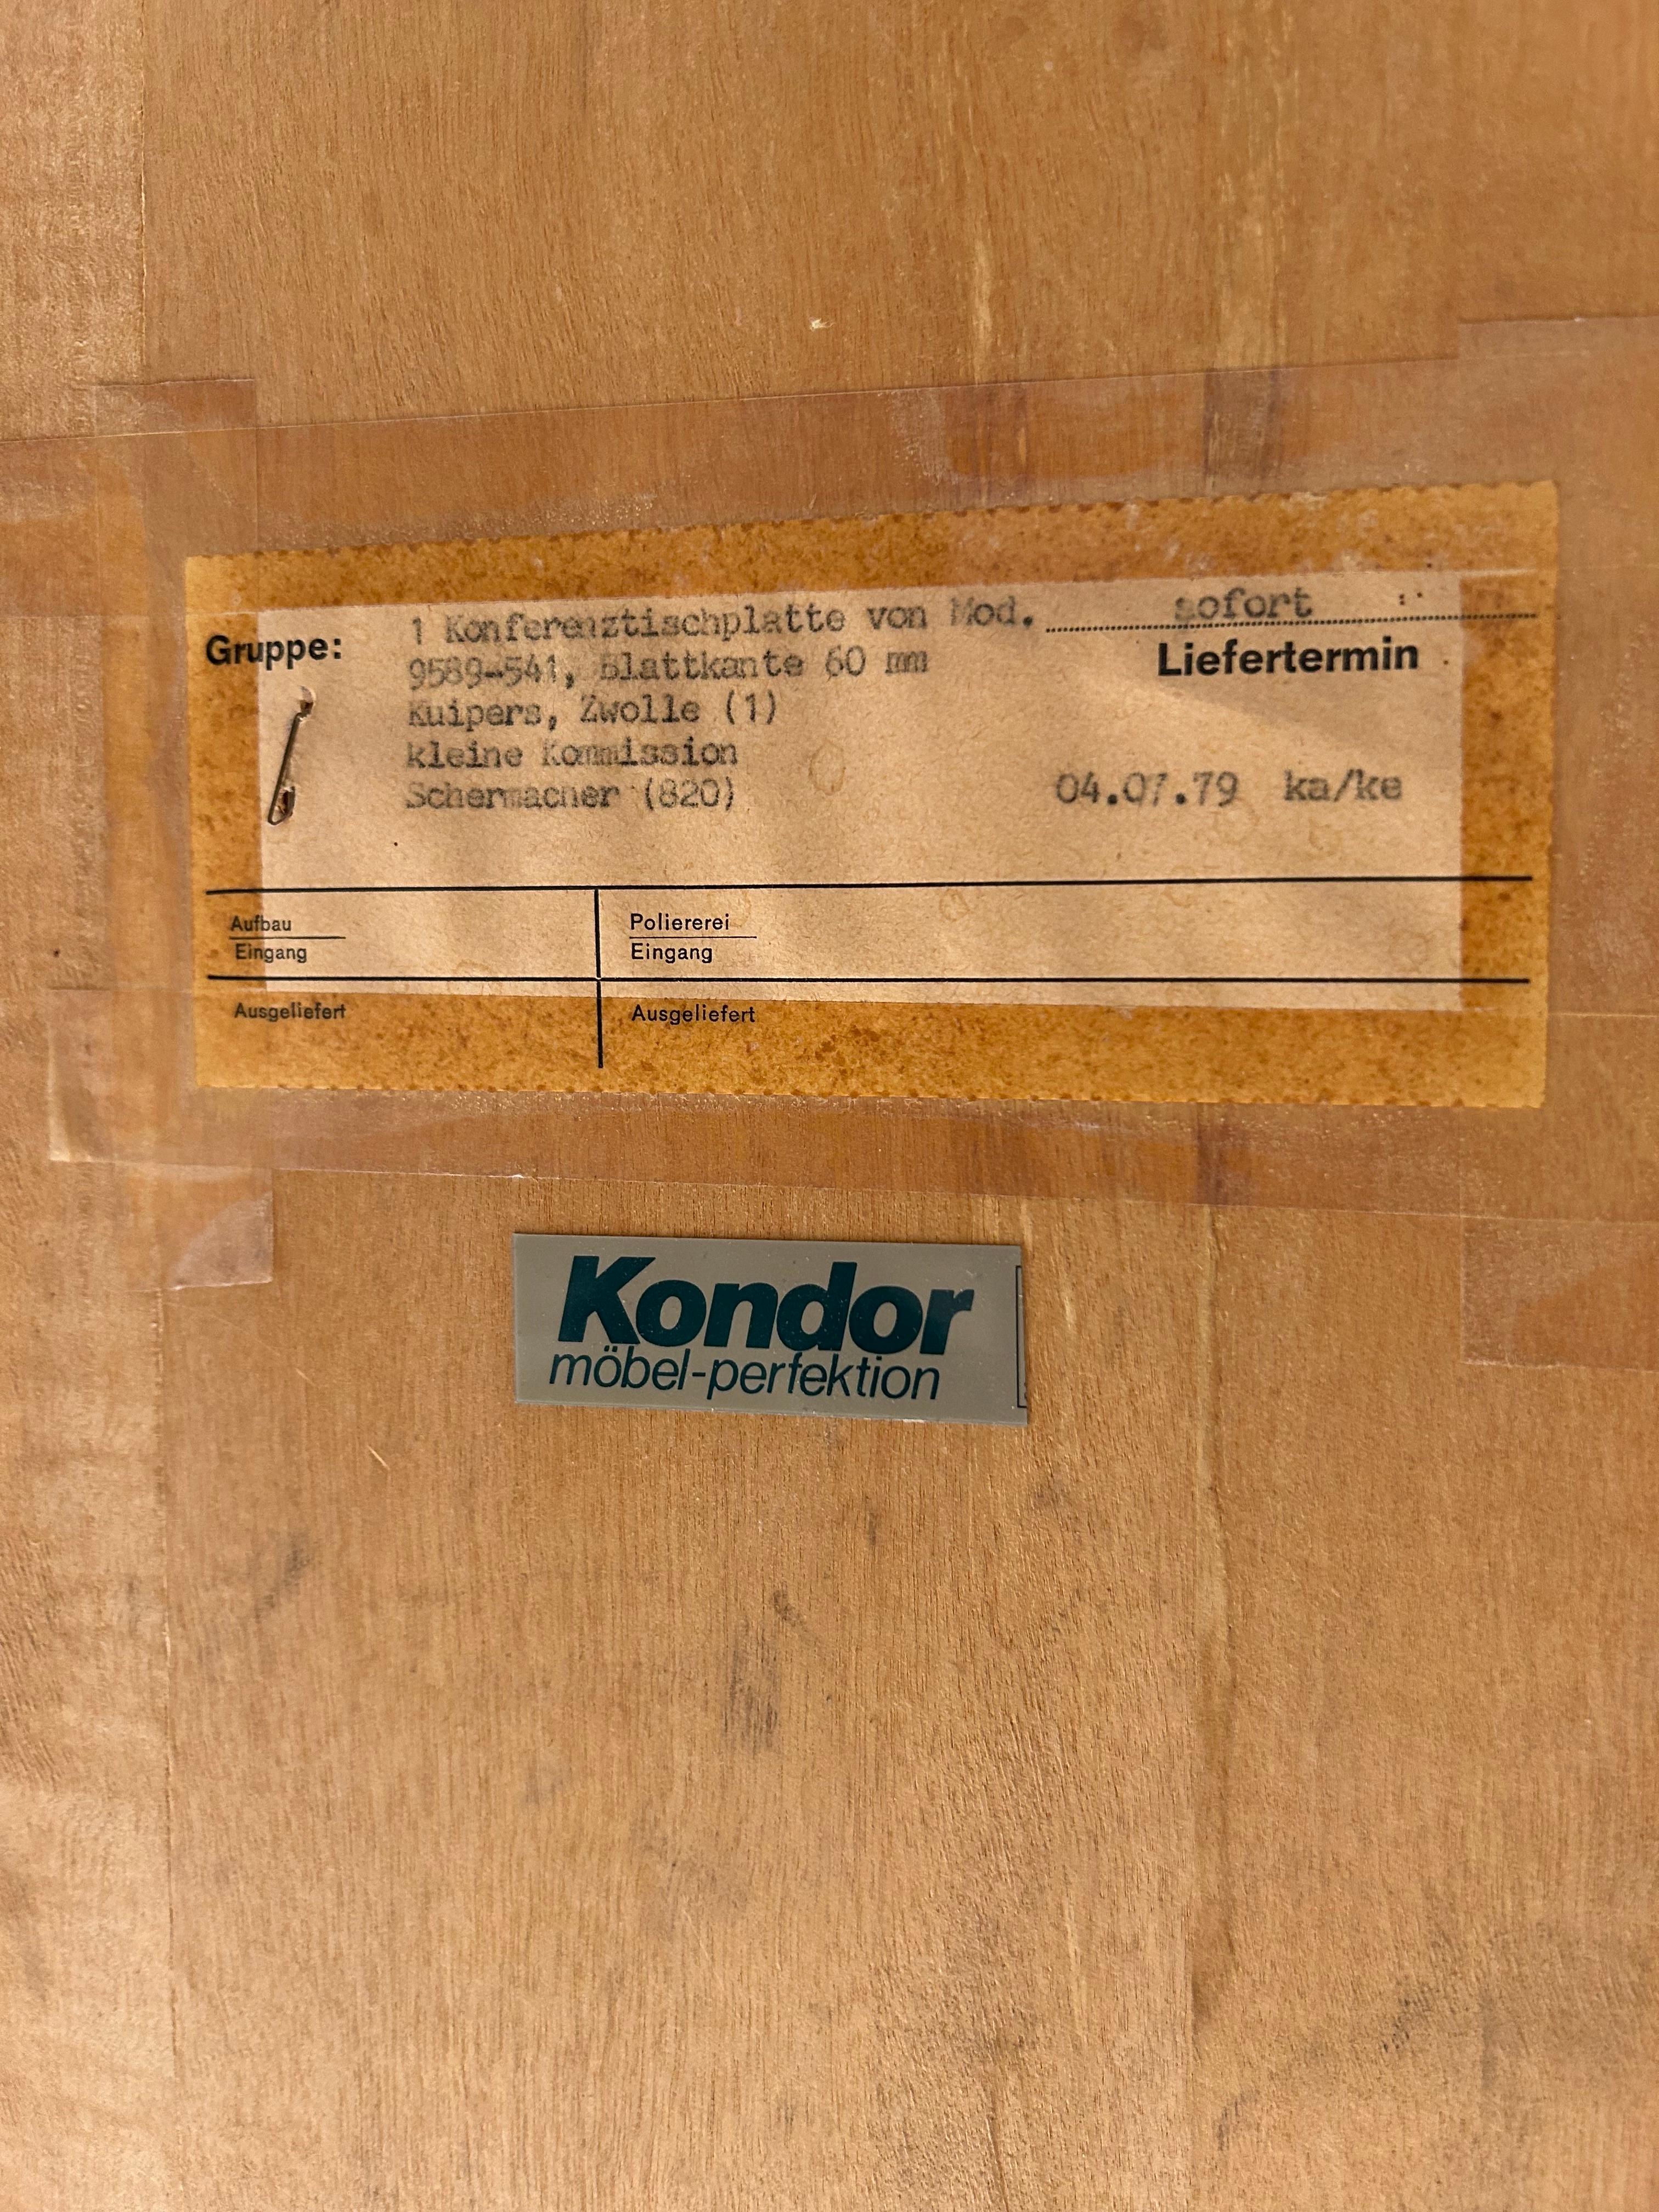 1 Konferenztischplatte von Mod. sofort
Gruppe: 9589-541, Blattkante 60 mm Liefertermin
Kuipers, Zwolle (1)
kleine Kommission
Schermacher (820) 04.07.79 ka/ke
Aufbau
Eingang
Poliererei
Eingang
Ausgeliefert
Ausgeliefert
Kondor
möbel-perfektion